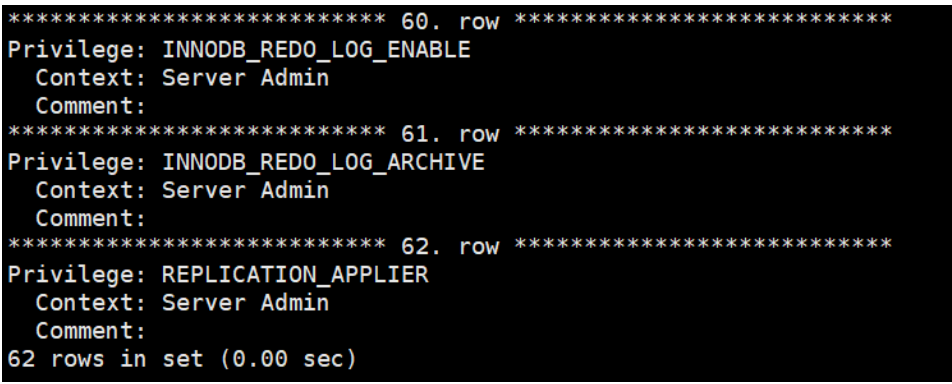 *************************** 60. row ***************************
Privilege: INNODB_REDO_LOG_ENABLE
  Context: Server Admin
  Comment:
*************************** 61. row ***************************
Privilege: INNODB_REDO_LOG_ARCHIVE
  Context: Server Admin
  Comment:
*************************** 62. row ***************************
Privilege: REPLICATION_APPLIER
  Context: Server Admin
  Comment:
62 rows in set (0.00 sec)